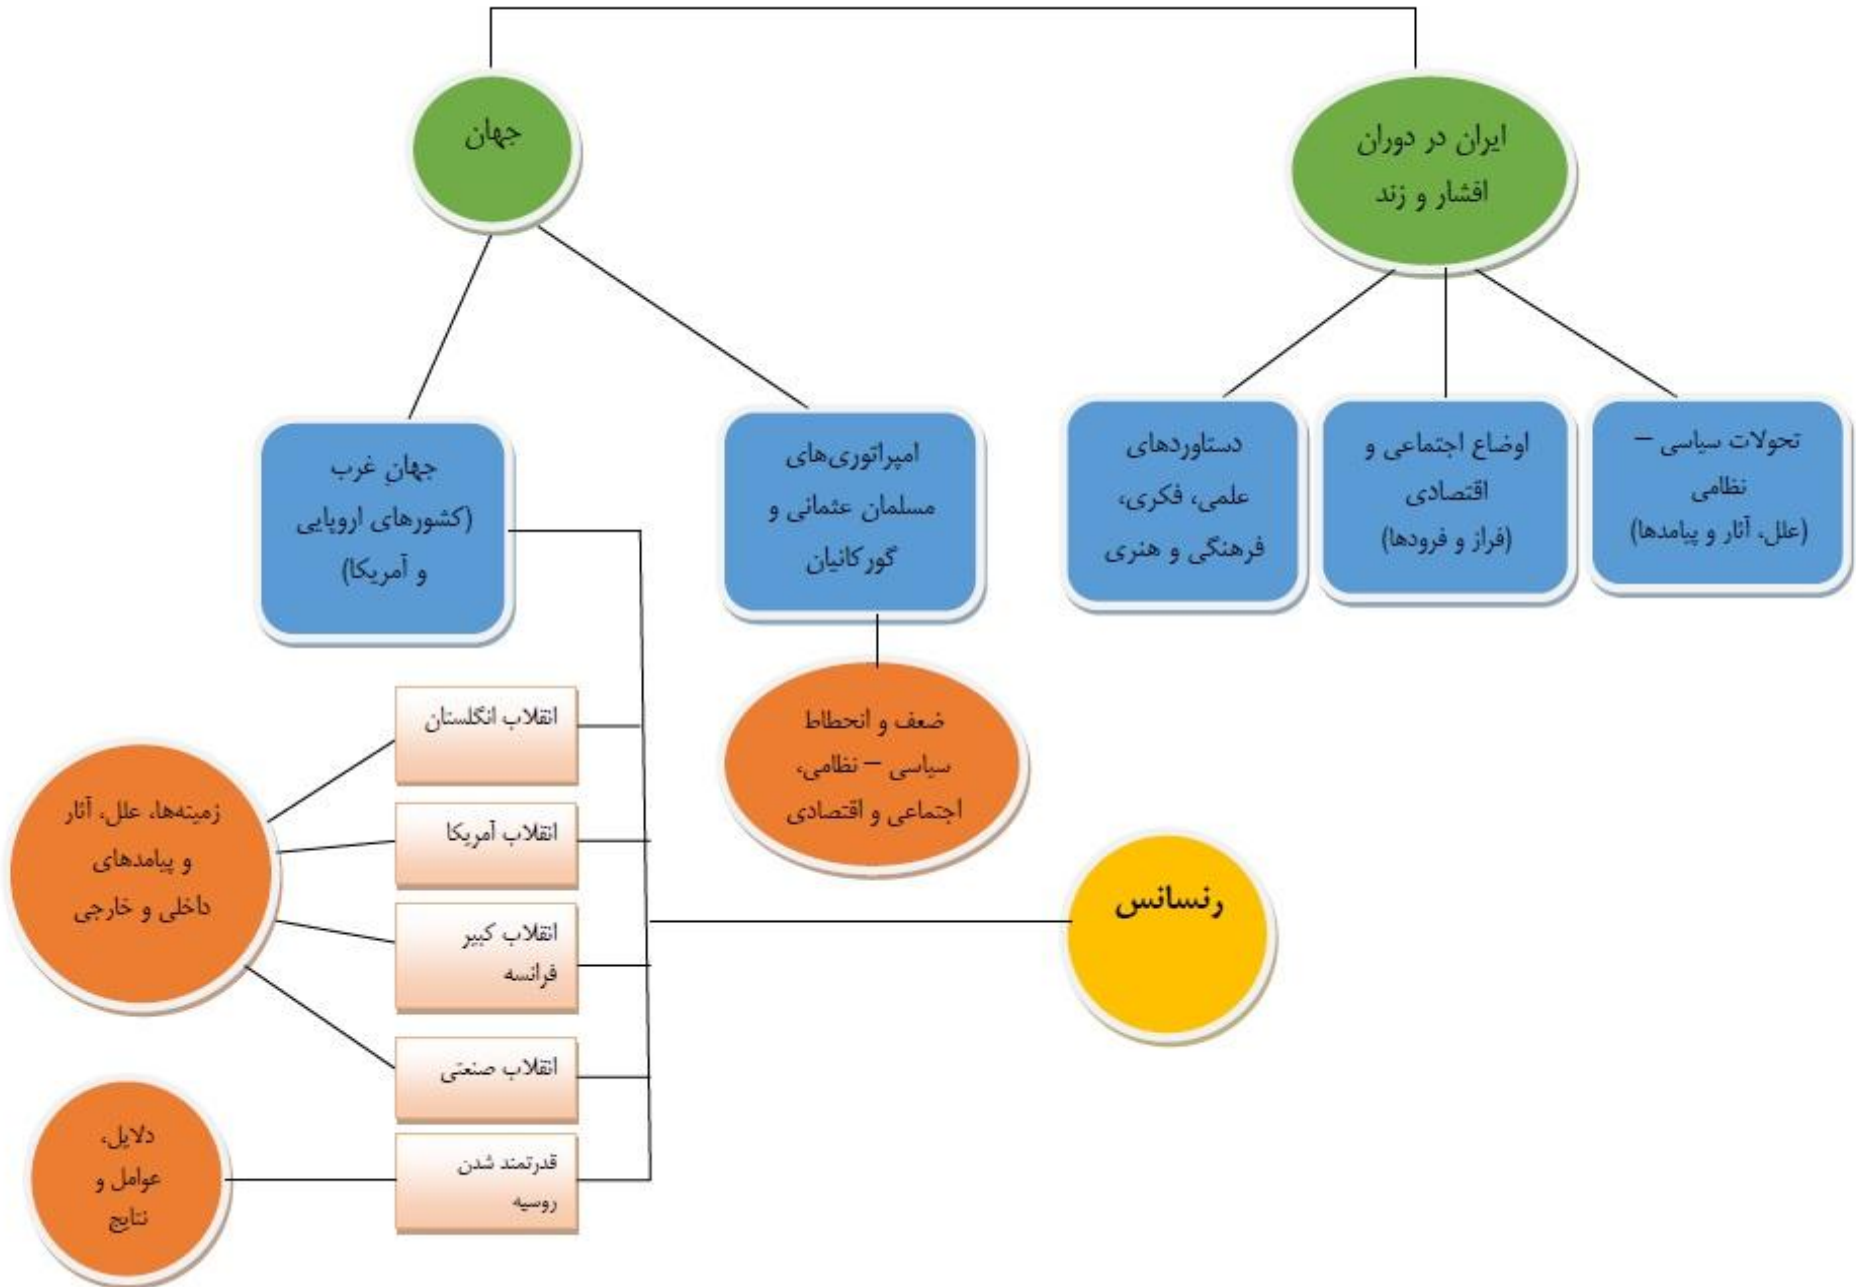 ایران در دوران
افشار و زند
جهان
تحولات سیاسی –
نظامی
(علل، آثار و پیامدها)
اوضاع اجتماعی و
اقتصادی
(فراز و فرودها)
دستاوردهای
علمی، فکری،
فرهنگی و هنری
امپراتوری‌های
مسلمان عثمانی و
گورکانیان
جهانِ غرب
(کشورهای اروپایی
و آمریکا)
ضعف و انحطاط
سیاسی – نظامی،
اجتماعی و اقتصادی
رنسانس
انقلاب انگلستان
انقلاب آمریکا
انقلاب کبیر
فرانسه
انقلاب صنعتی
قدرتمند شدن
روسیه
زمینه‌ها، علل، آثار
و پیامدهای
داخلی و خارجی
دلایل،
عوامل و
نتایج